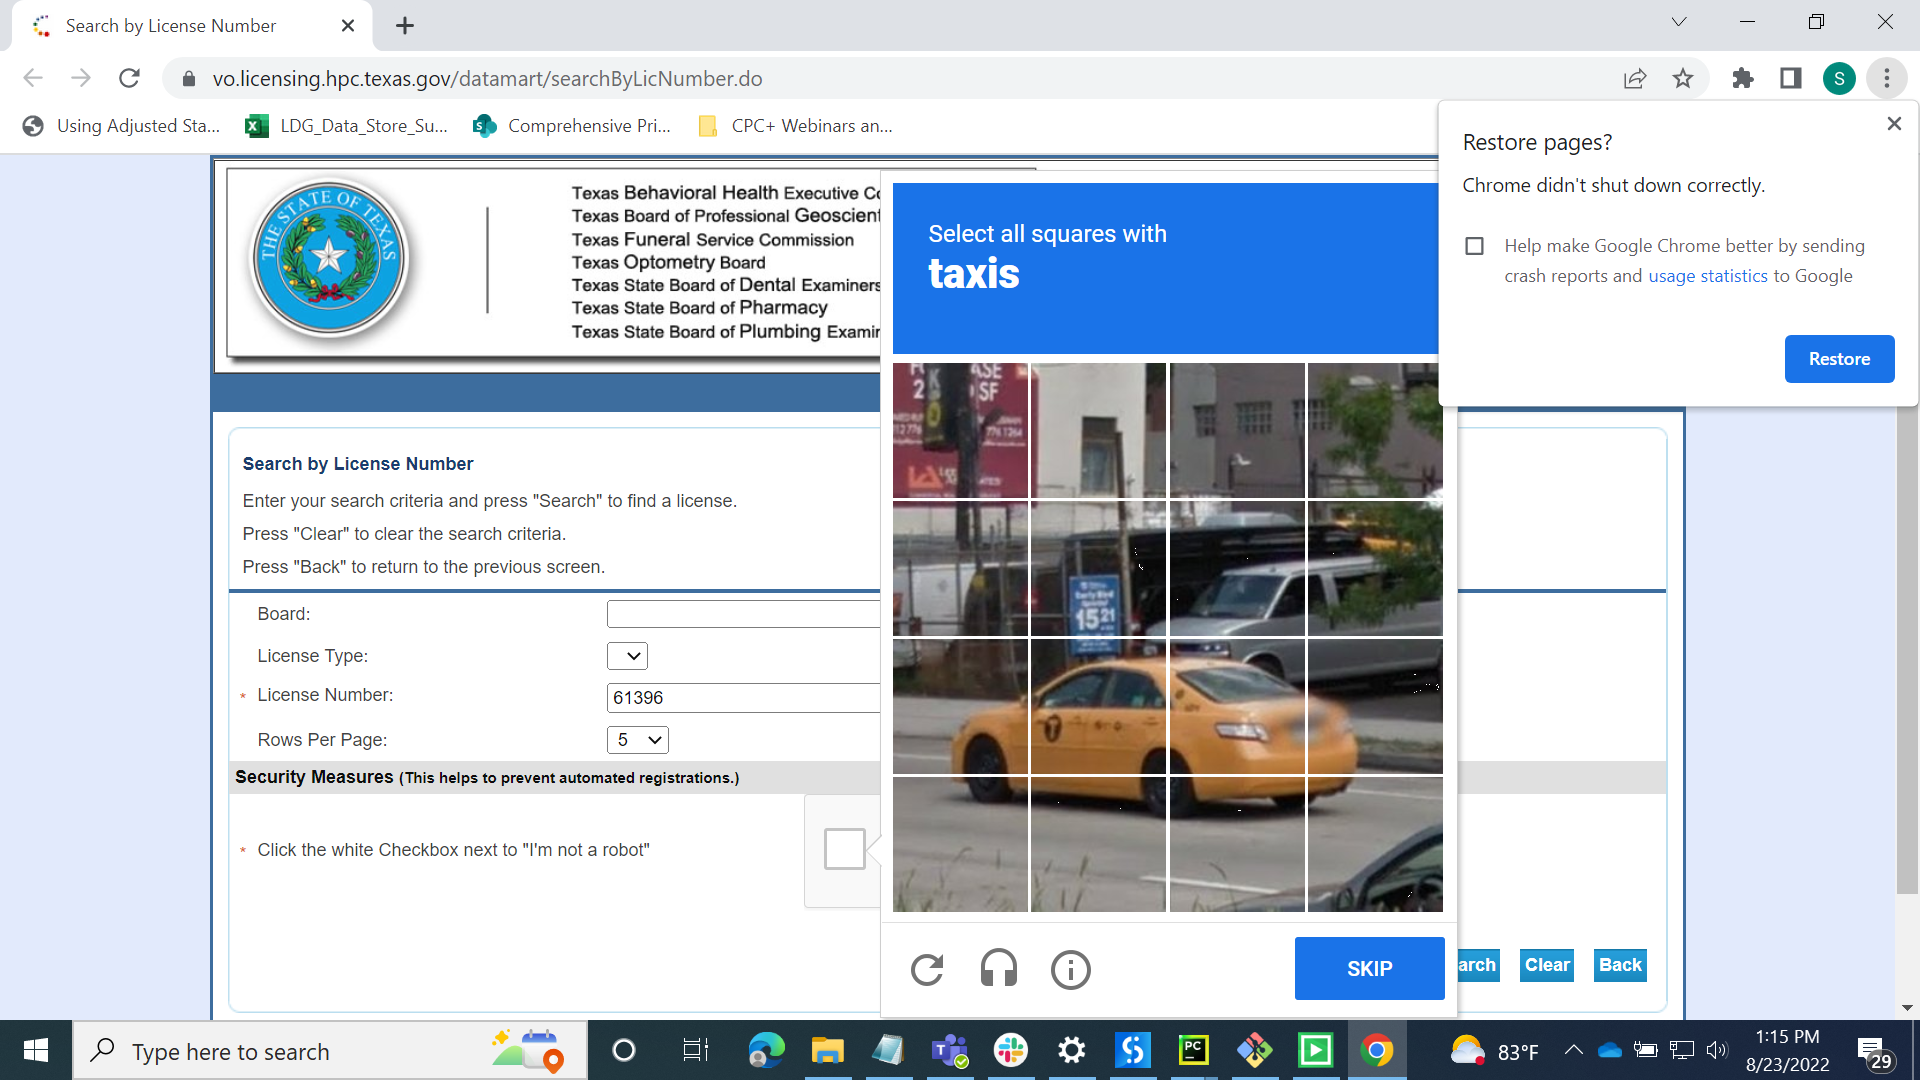 Search by License Number
vo.licensing.hpc.texas.gov/datamart/searchByLicNumber.do
S
Using Adjusted Sta...
LDG_Data_Store_Su...
Comprehensive Pri...
CPC+ Webinars an...
Restore pages?
Chrome didn't shut down correctly.
Help make Google Chrome better by sending
crash reports and usage statistics to Google
Restore
THE STATE OF TEXAS
Texas Behavioral Health Executive Co
Texas Board of Professional Geoscient
Texas Funeral Service Commission
Texas Optometry Board
Texas State Board of Dental Examiners
Texas State Board of Pharmacy
Texas State Board of Plumbing Examin
Select all squares with
taxis
SF
776 1264
15 21
Search by License Number
Enter your search criteria and press "Search" to find a license.
Press "Clear" to clear the search criteria.
Press "Back" to return to the previous screen.
Board:
License Type:
* License Number:
61396
Rows Per Page:
5
Security Measures (This helps to prevent automated registrations.)
* Click the white Checkbox next to "I'm not a robot"
SKIP
arch
Clear
Back
Type here to search
PC
83°F
1:15 PM
8/23/2022
29